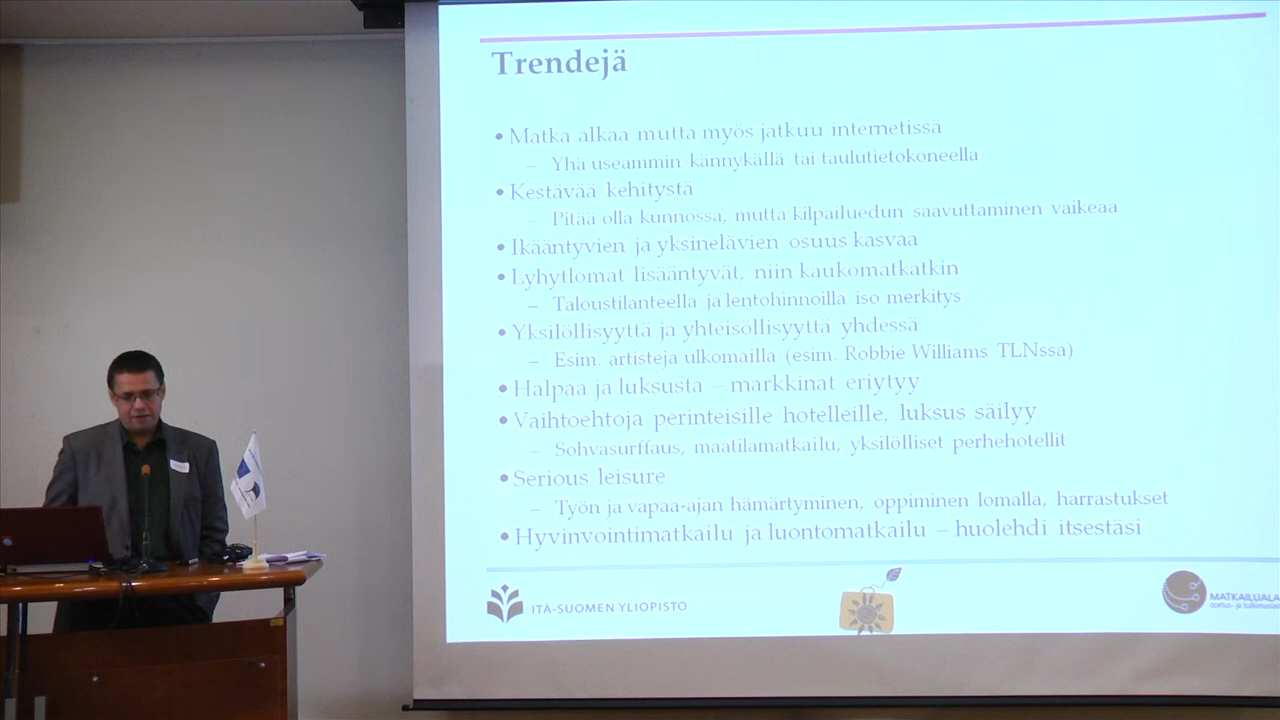 Trendejä
• Matka alkaa mutta myös jatkuu internetissä
– Yhä useammin kännykällä tai taulutietokoneella
• Kestävää kehitystä
– Pitää olla kunnossa, mutta kilpailuedun saavuttaminen vaikeaa
• Ikääntyvien ja yksinelävien osuus kasvaa
• Lyhytlomat lisääntyvät, niin kaukomatkatkin
– Taloustilanteella ja lentohinnoilla iso merkitys
• Yksilöllisyyttä ja yhteisöllisyyttä yhdessä
– Esim. artisteja ulkomailla (esim. Robbie Williams TLNssa)
• Halpaa ja luksusta – markkinat eriytyy
• Vaihtoehtoja perinteisille hotelleille, luksus säilyy
– Sohvasurffaus, maatilamatkailu, yksilölliset perhehotellit
• Serious leisure
– Työn ja vapaa-ajan hämärtyminen, oppiminen lomalla, harrastukset
• Hyvinvointimatkailu ja luontomatkailu – huolehdi itsestäsi
ITÄ-SUOMEN YLIOPISTO
MATKAILUALA